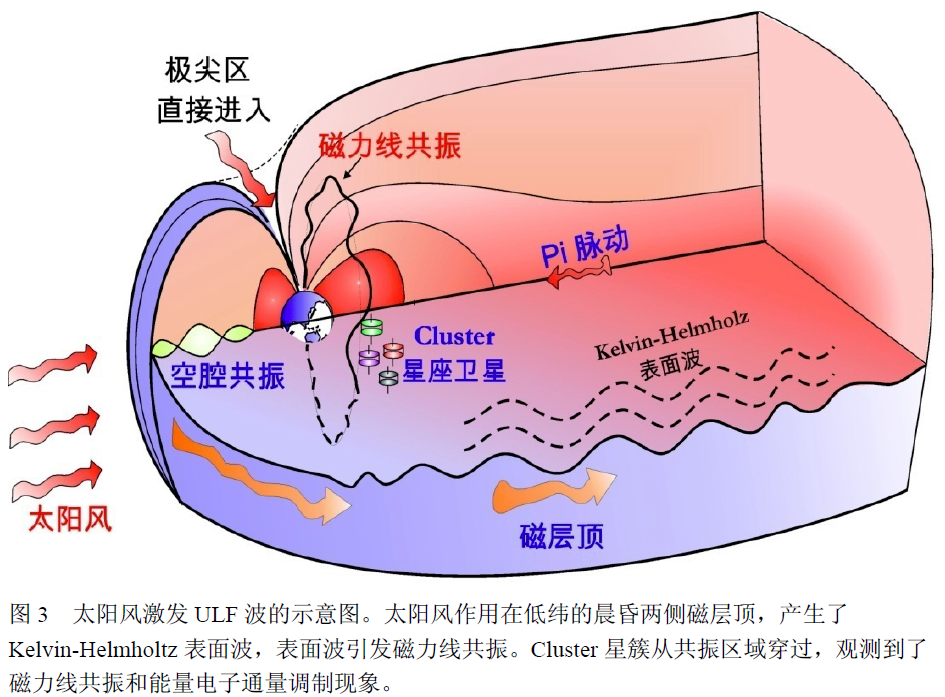 极尖区
直接进入
磁力线共振
Pi 脉动
Cluster
星座卫星
Kelvin-Helmholz
表面波
空腔共振
太阳风
磁层顶
图 3 太阳风激发 ULF 波的示意图。太阳风作用在低纬的晨昏两侧磁层顶，产生了
Kelvin-Helmholtz 表面波，表面波引发磁力线共振。Cluster 星簇从共振区域穿过，观测到了
磁力线共振和能量电子通量调制现象。